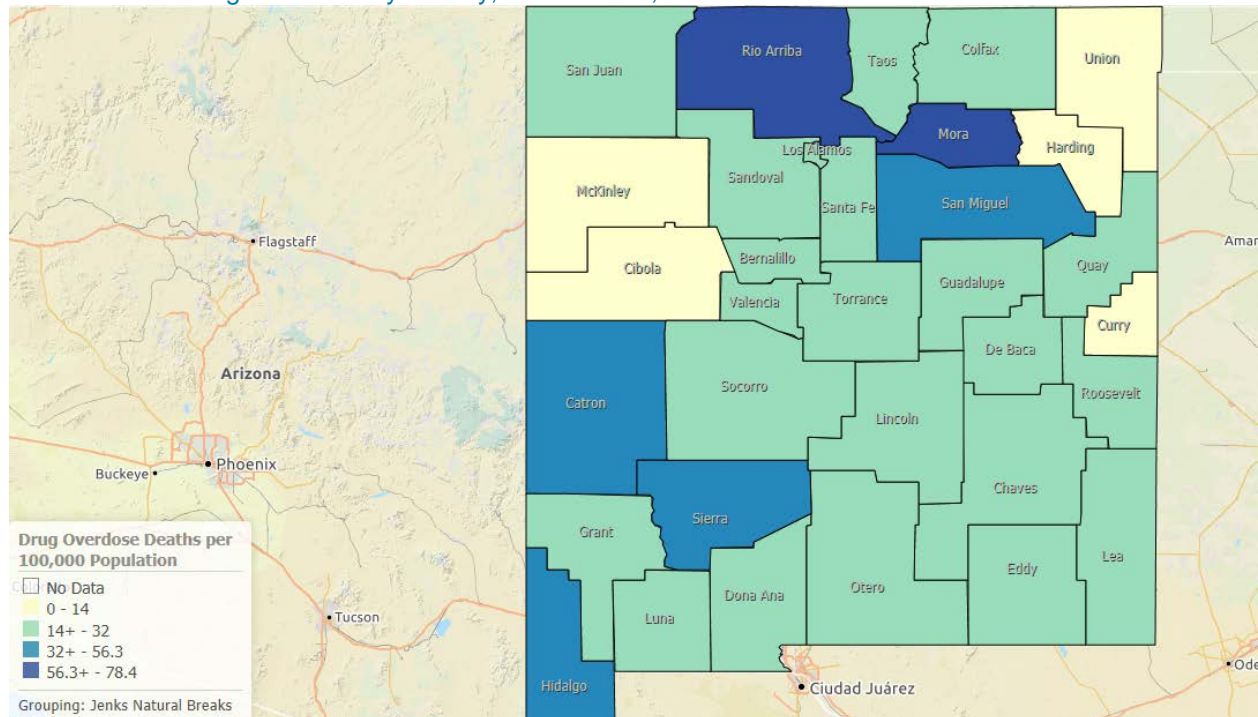 Rio Arriba
Colfax
San Juan
Taos
Union
Mora
Los Alamos
Harding
Sandoval
McKinley
Santa Fe
San Miguel
Flagstaff
Amar
Bernalillo
Quay
Cibola
Guadalupe
Valencia
Torrance
Curry
De Baca
Arizona
Socorro
Roosevelt
Catron
Lincoln
Phoenix
Buckeye
Chaves
Sierra
Grant
Drug Overdose Deaths per
100,000 Population
Lea
Eddy
Otero
No Data
Dona Ana
0 - 14
Luna
Tucson
14+ - 32
32+ - 56.3
Ode
56.3+ - 78.4
Hidalgo
Ciudad Juárez
Grouping: Jenks Natural Breaks